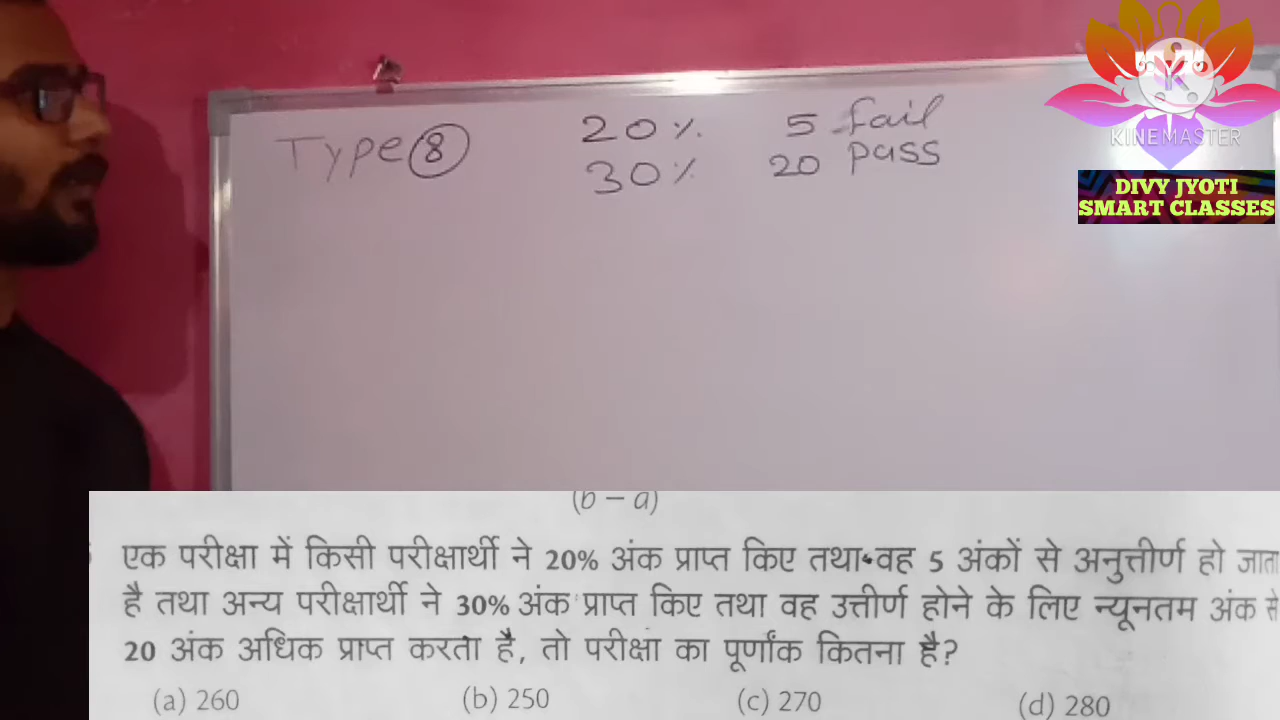 Type 8 20% 5 fail
30% 20 pass
KINEMASTER
DIVY JYOTI
SMART CLASSES
(b – a)
एक परीक्षा में किसी परीक्षार्थी ने 20% अंक प्राप्त किए तथा वह 5 अंकों से अनुत्तीर्ण हो जाता
है तथा अन्य परीक्षार्थी ने 30% अंक प्राप्त किए तथा वह उत्तीर्ण होने के लिए न्यूनतम अंक से
20 अंक अधिक प्राप्त करता है, तो परीक्षा का पूर्णांक कितना है?
(a) 260 (b) 250 (c) 270 (d) 280